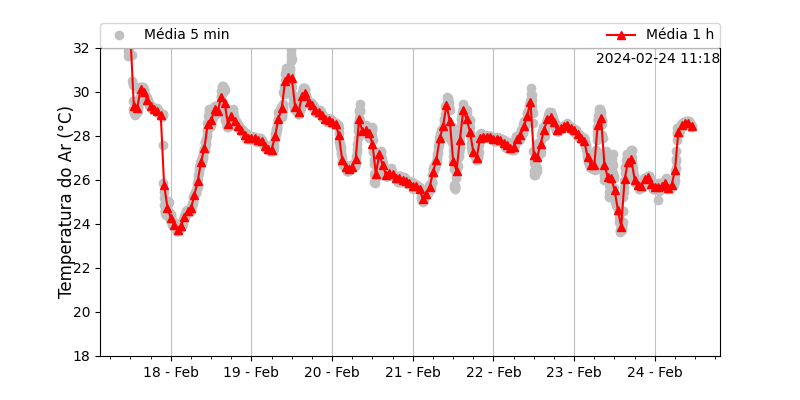 Média 5 min
Média 1 h
2024-02-24 11:18
Temperatura do Ar (°C)
32
30
28
26
24
22
20
18
18 - Feb
19 - Feb
20 - Feb
21 - Feb
22 - Feb
23 - Feb
24 - Feb